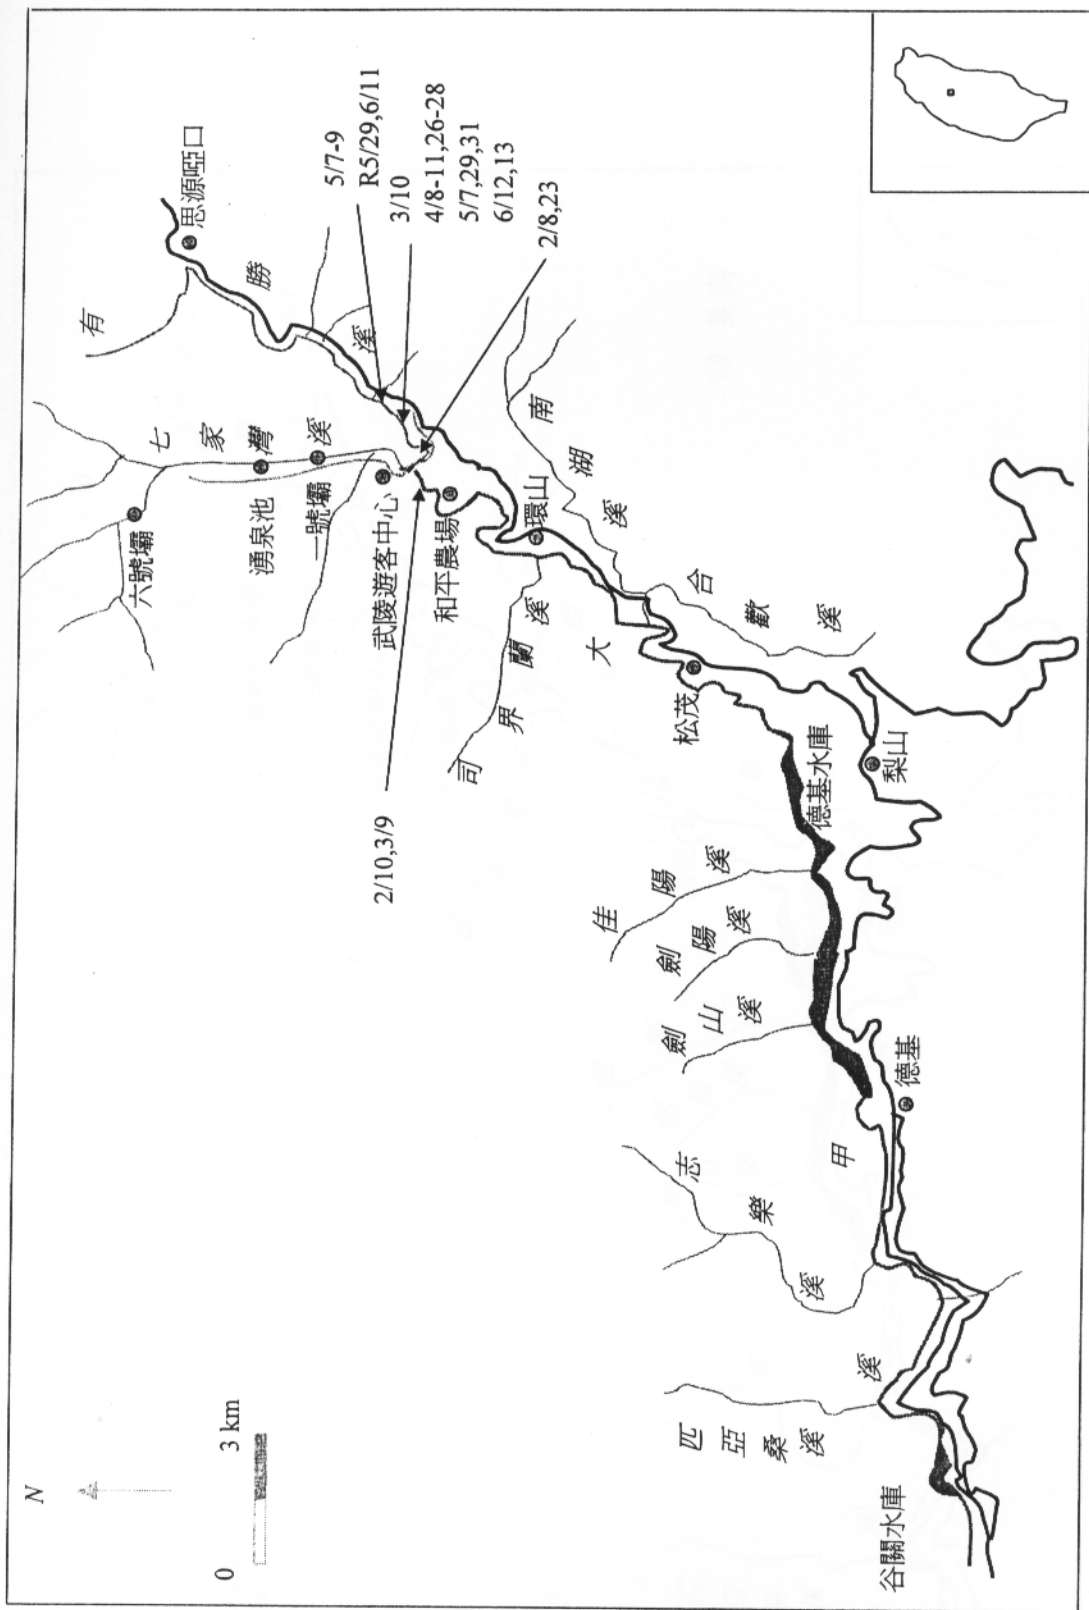 N
0 3 km
思源啞口
有勝溪
5/7-9
R5/29,6/11
3/10
4/8-11,26-28
5/7,29,31
6/12,13
2/8,23
七家灣溪
六號壩
湧泉池
一號壩
武陵遊客中心
和平農場
2/10,3/9
環山
南湖溪
司界蘭溪
合歡溪
大甲溪
松茂
梨山
德基水庫
佳陽溪
劍陽溪
劍山溪
德基
志樂溪
匹亞桑溪
谷關水庫